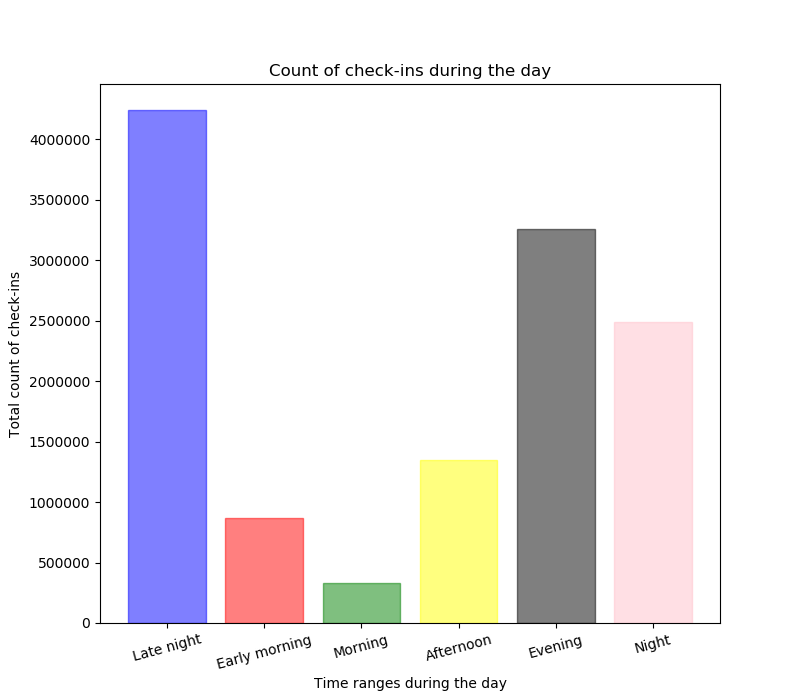 Count of check-ins during the day
4000000
3500000
3000000
2500000
2000000
1500000
1000000
500000
0
Total count of check-ins
Late night
Early morning
Morning
Afternoon
Evening
Night
Time ranges during the day